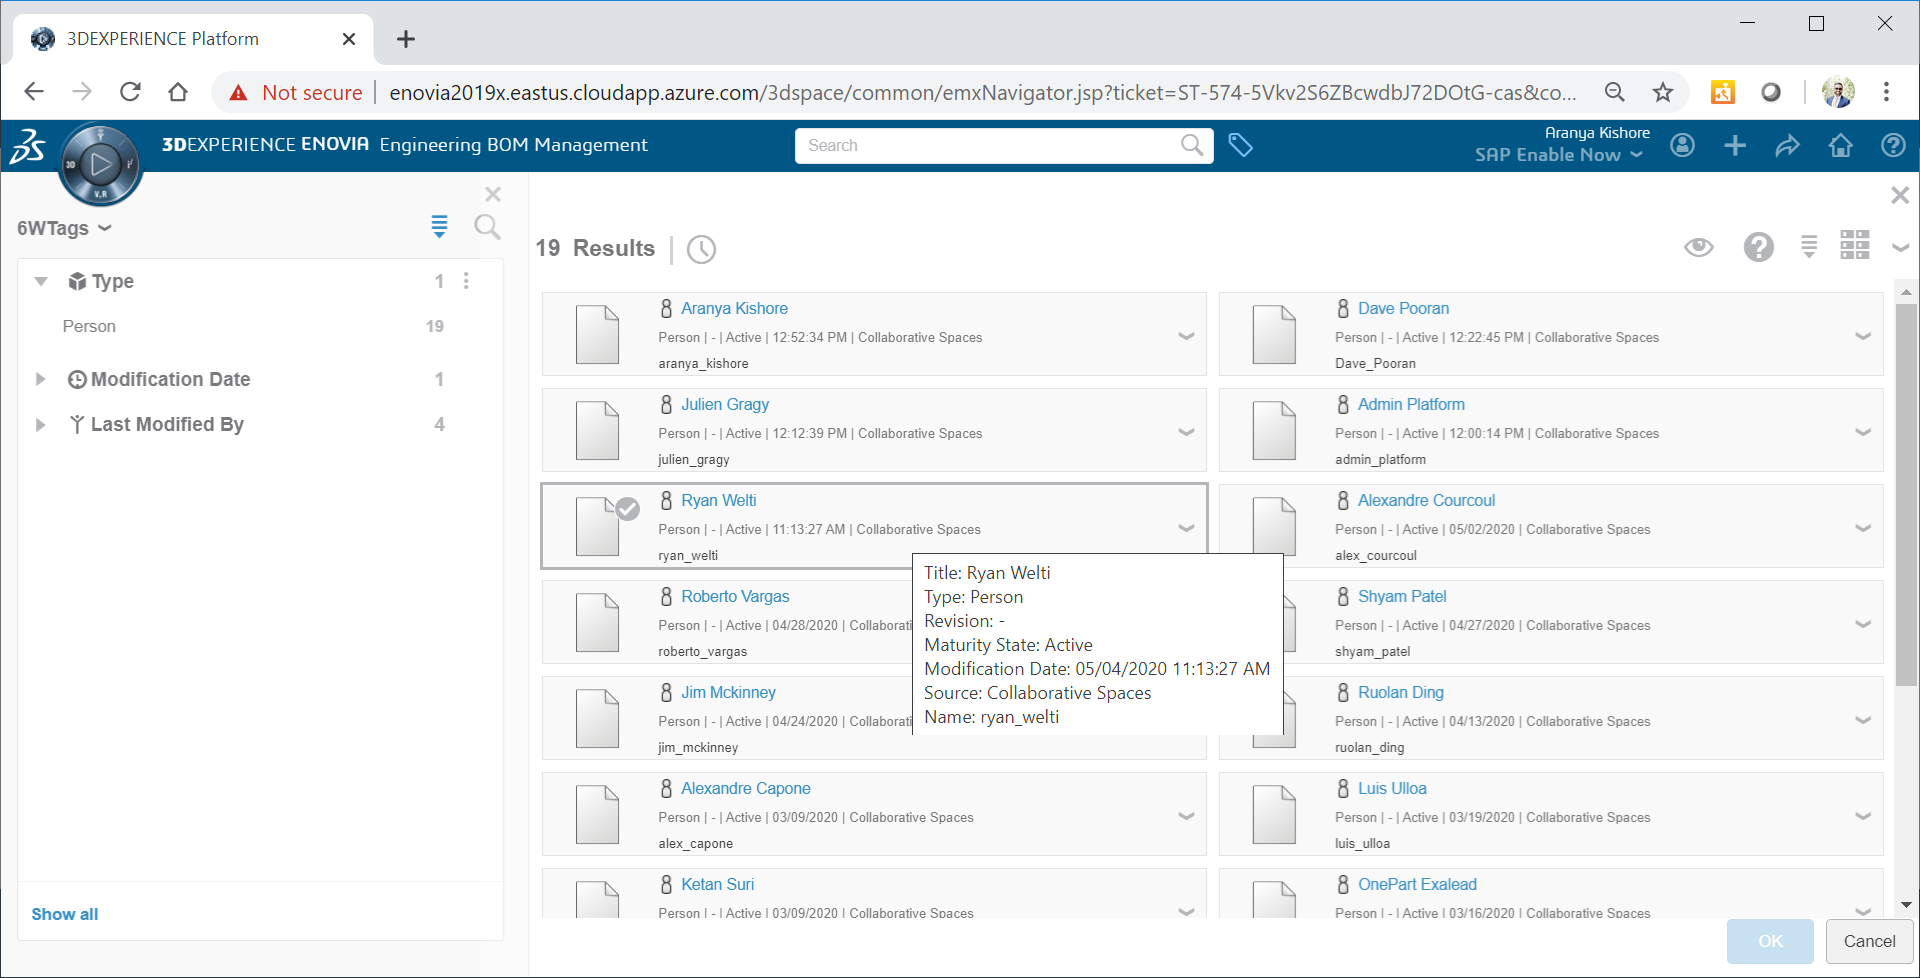 3DEXPERIENCE Platform
Not secure
enovia2019x.eastus.cloudapp.azure.com/3dspace/common/emxNavigator.jsp?ticket=ST-574-5Vkv2S6ZBcwdbJ72DOtG-cas&co...
3DEXPERIENCE ENOVIA Engineering BOM Management
Search
Aranya Kishore
SAP Enable Now
3D
V.R
6WTags
Type 1
Person 19
Modification Date 1
Last Modified By 4
Show all
19 Results
Aranya Kishore
Person | - | Active | 12:52:34 PM | Collaborative Spaces
aranya_kishore
Dave Pooran
Person | - | Active | 12:22:45 PM | Collaborative Spaces
Dave_Pooran
Julien Gragy
Person | - | Active | 12:12:39 PM | Collaborative Spaces
julien_gragy
Admin Platform
Person | - | Active | 12:00:14 PM | Collaborative Spaces
admin_platform
Ryan Welti
Person | - | Active | 11:13:27 AM | Collaborative Spaces
ryan_welti
Alexandre Courcoul
Person | - | Active | 05/02/2020 | Collaborative Spaces
alex_courcoul
Title: Ryan Welti
Type: Person
Revision: -
Maturity State: Active
Modification Date: 05/04/2020 11:13:27 AM
Source: Collaborative Spaces
Name: ryan_welti
Roberto Vargas
Person | - | Active | 04/28/2020 | Collaborati
roberto_vargas
Shyam Patel
Person | - | Active | 04/27/2020 | Collaborative Spaces
shyam_patel
Jim Mckinney
Person | - | Active | 04/24/2020 | Collaborati
jim_mckinney
Ruolan Ding
Person | - | Active | 04/13/2020 | Collaborative Spaces
ruolan_ding
Alexandre Capone
Person | - | Active | 03/09/2020 | Collaborative Spaces
alex_capone
Luis Ulloa
Person | - | Active | 03/19/2020 | Collaborative Spaces
luis_ulloa
Ketan Suri
Person | - | Active | 03/09/2020 | Collaborative Spaces
OnePart Exalead
Person | - | Active | 03/16/2020 | Collaborative Spaces
OK
Cancel